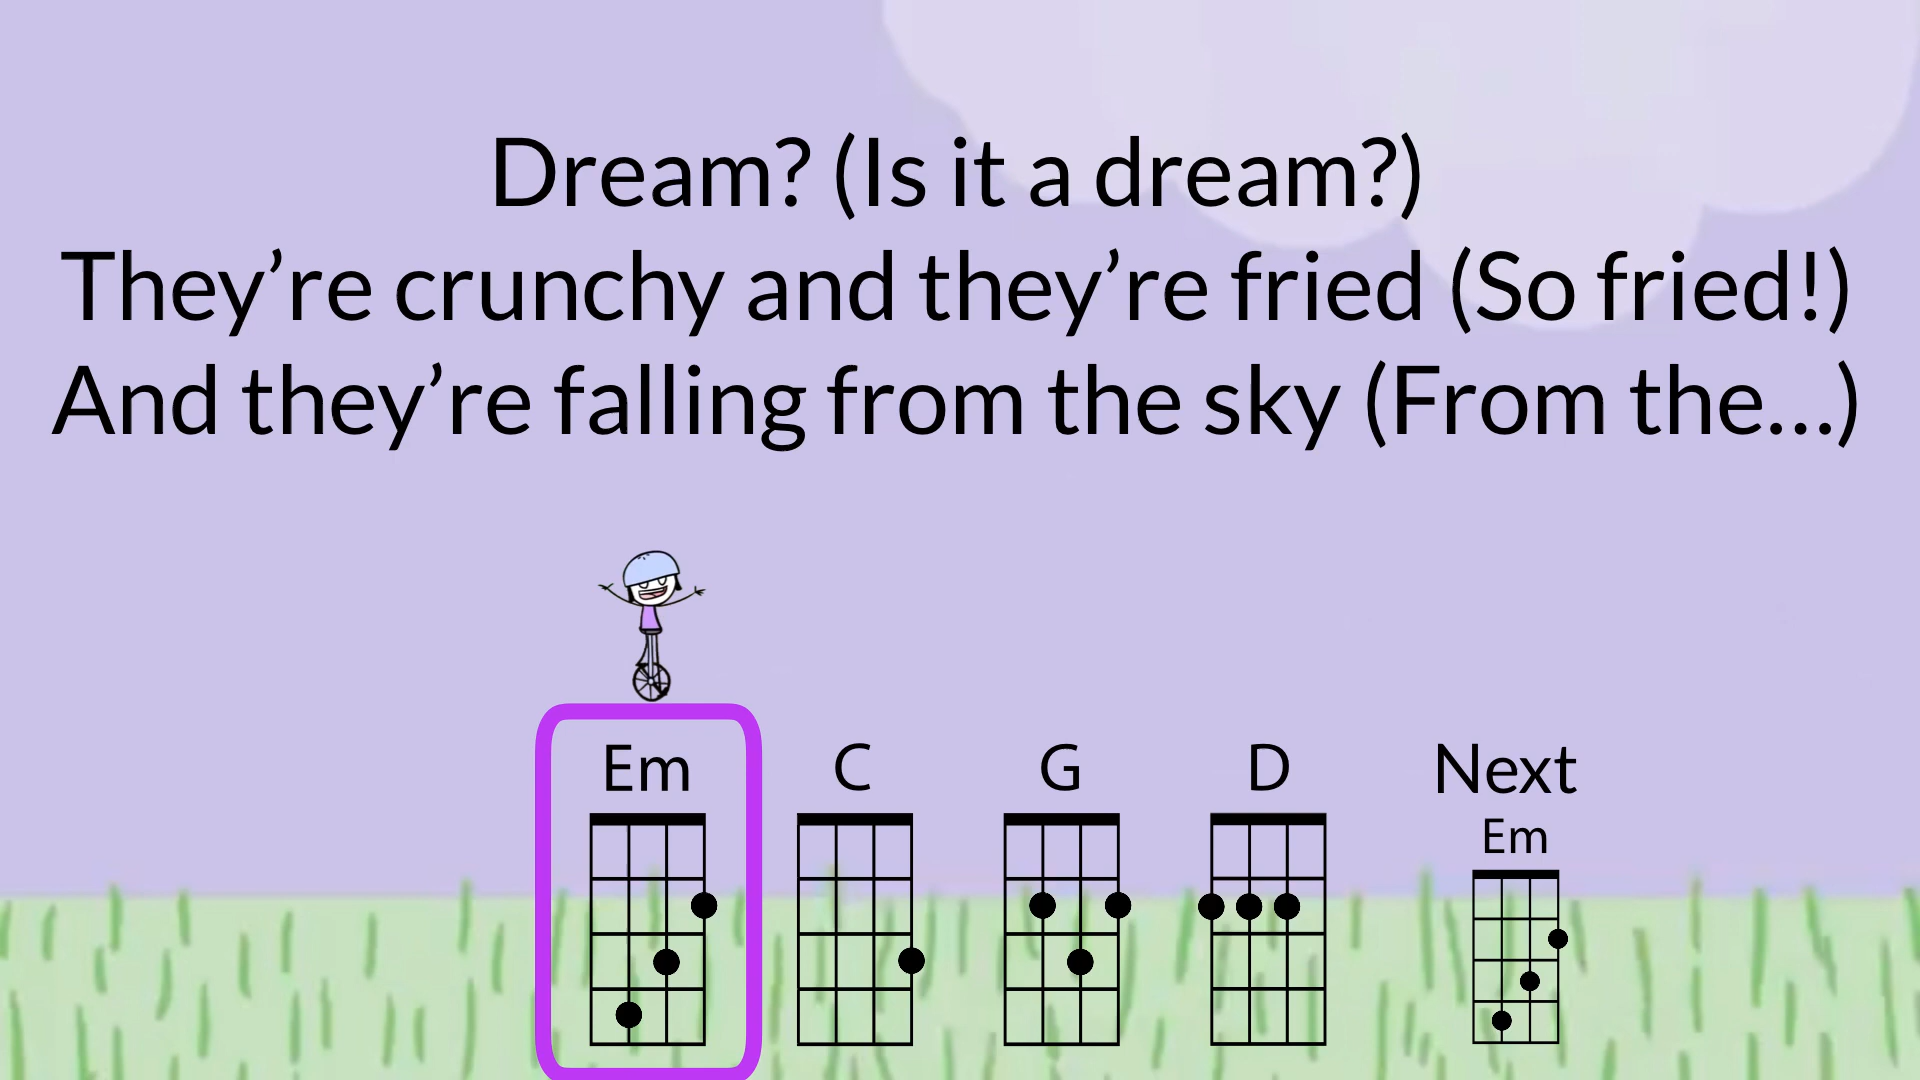 Dream? (Is it a dream?)
They’re crunchy and they’re fried (So fried!)
And they’re falling from the sky (From the...)
Em C G D Next
Em